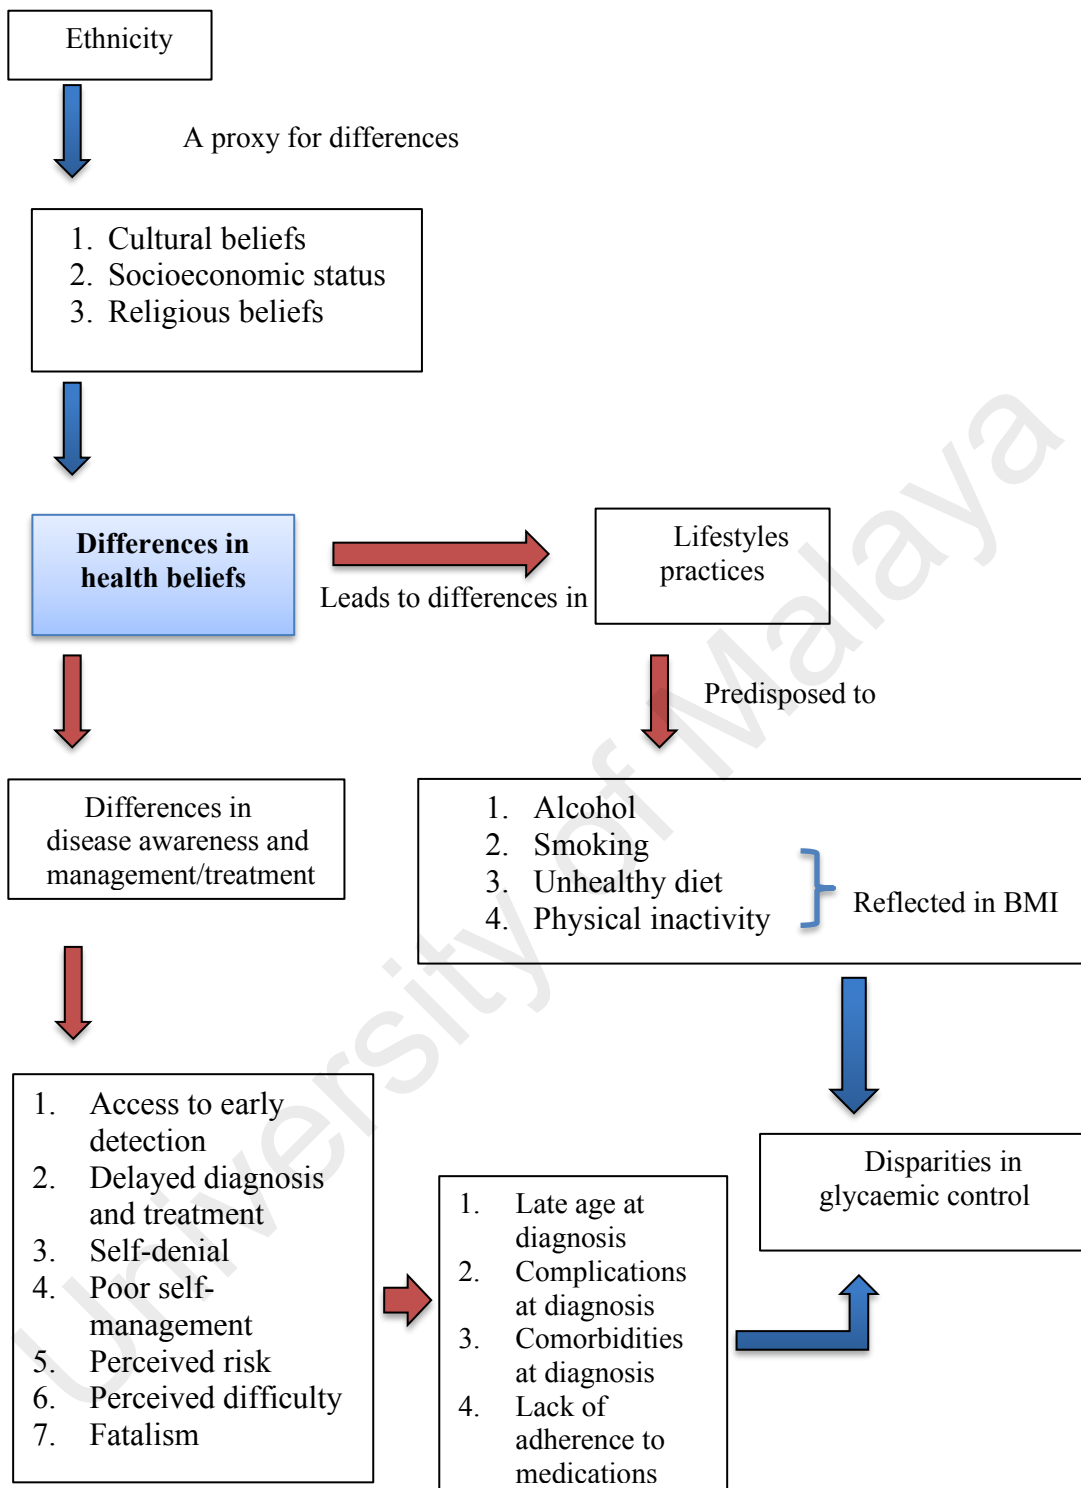 Ethnicity
A proxy for differences
1. Cultural beliefs
2. Socioeconomic status
3. Religious beliefs
Differences in
health beliefs
Leads to differences in
Lifestyles
practices
Predisposed to
Differences in
disease awareness and
management/treatment
1. Alcohol
2. Smoking
3. Unhealthy diet
4. Physical inactivity
Reflected in BMI
1. Access to early
detection
2. Delayed diagnosis
and treatment
3. Self-denial
4. Poor self-
management
5. Perceived risk
6. Perceived difficulty
7. Fatalism
1. Late age at
diagnosis
2. Complications
at diagnosis
3. Comorbidities
at diagnosis
4. Lack of
adherence to
medications
Disparities in
glycaemic control
University of Malaya